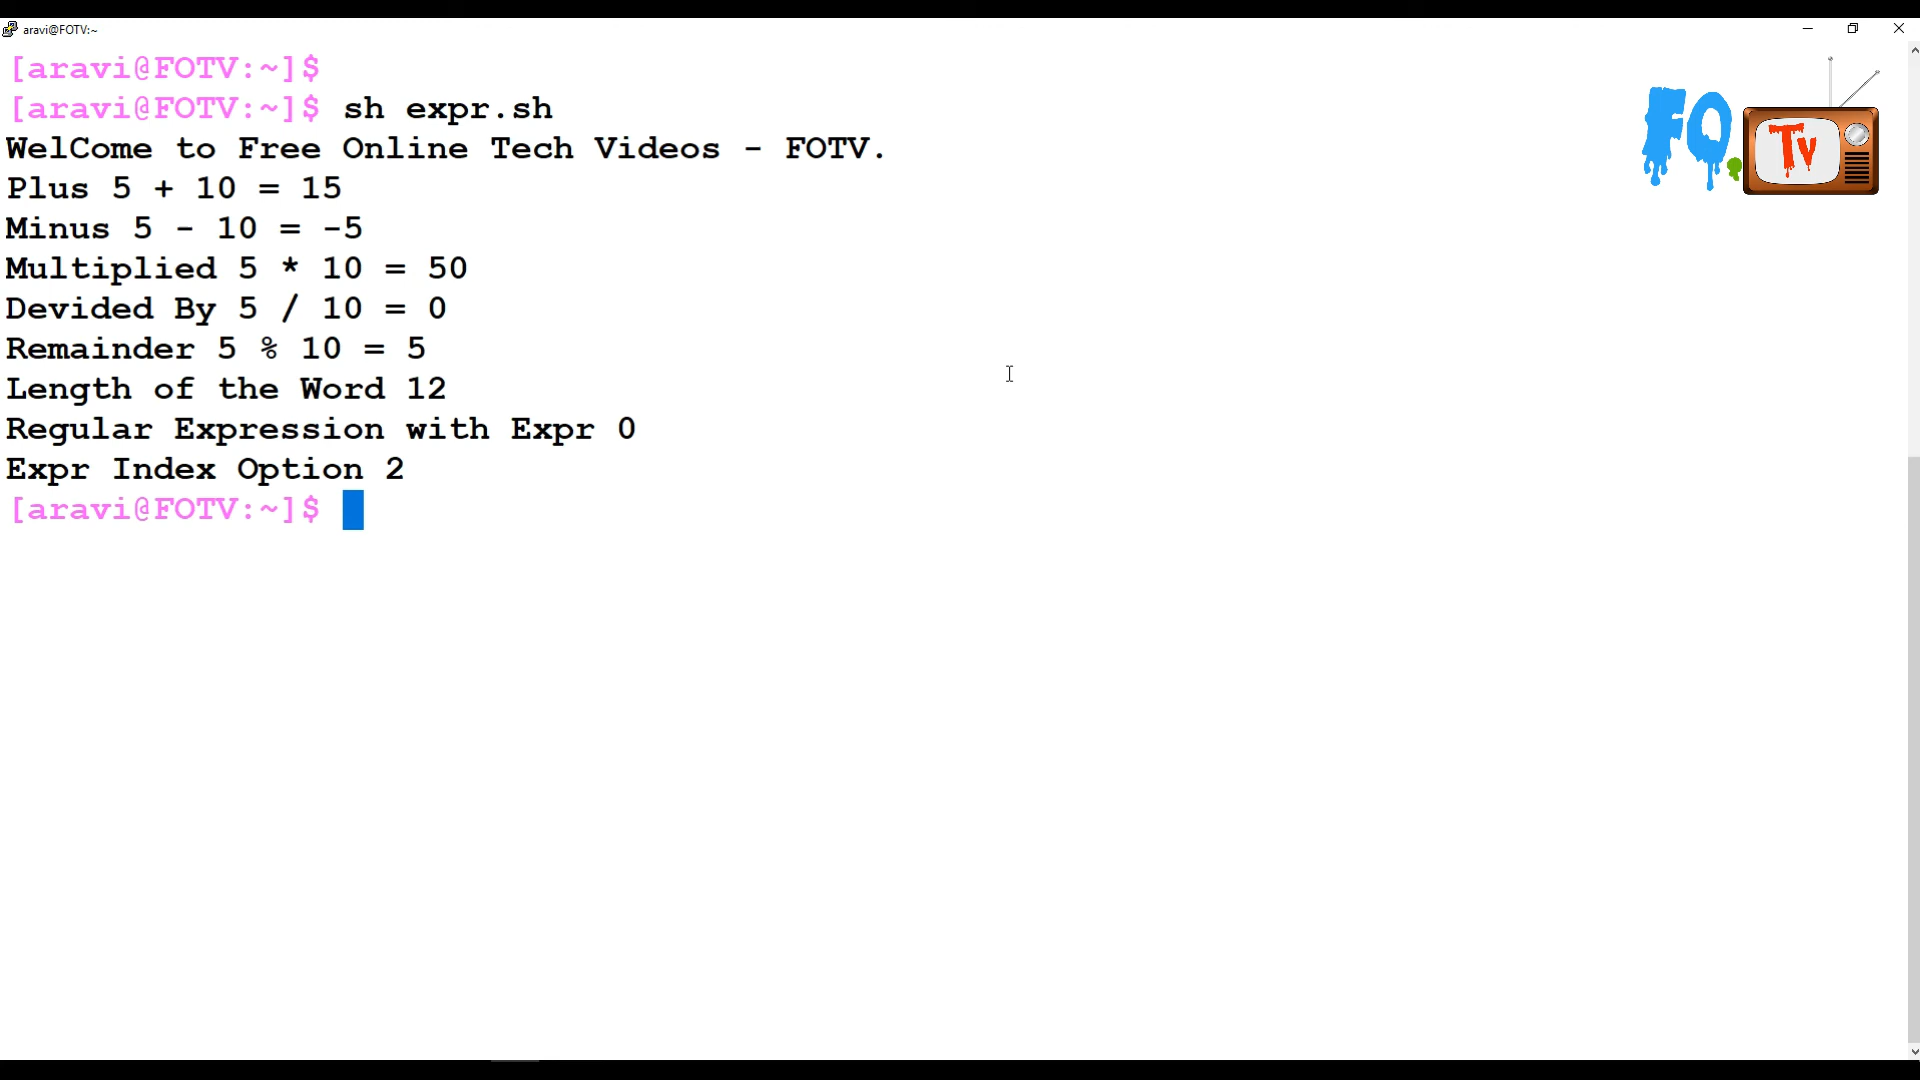 aravi@FOTV:~
[aravi@FOTV:~]$
[aravi@FOTV:~]$ sh expr.sh
WelCome to Free Online Tech Videos - FOTV.
Plus 5 + 10 = 15
Minus 5 - 10 = -5
Multiplied 5 * 10 = 50
Devided By 5 / 10 = 0
Remainder 5 % 10 = 5
Length of the Word 12
Regular Expression with Expr 0
Expr Index Option 2
[aravi@FOTV:~]$
FO.
Tv